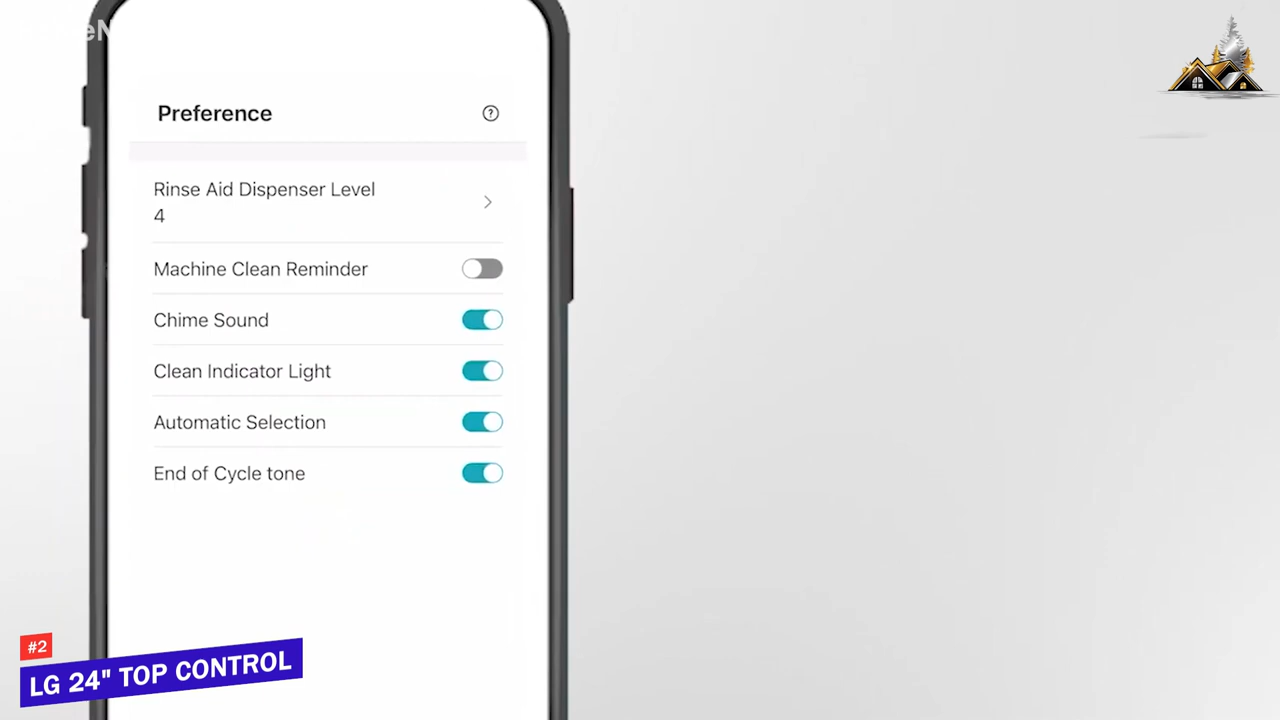 Preference
Rinse Aid Dispenser Level
4
Machine Clean Reminder
Chime Sound
Clean Indicator Light
Automatic Selection
End of Cycle tone
#2
LG 24" TOP CONTROL